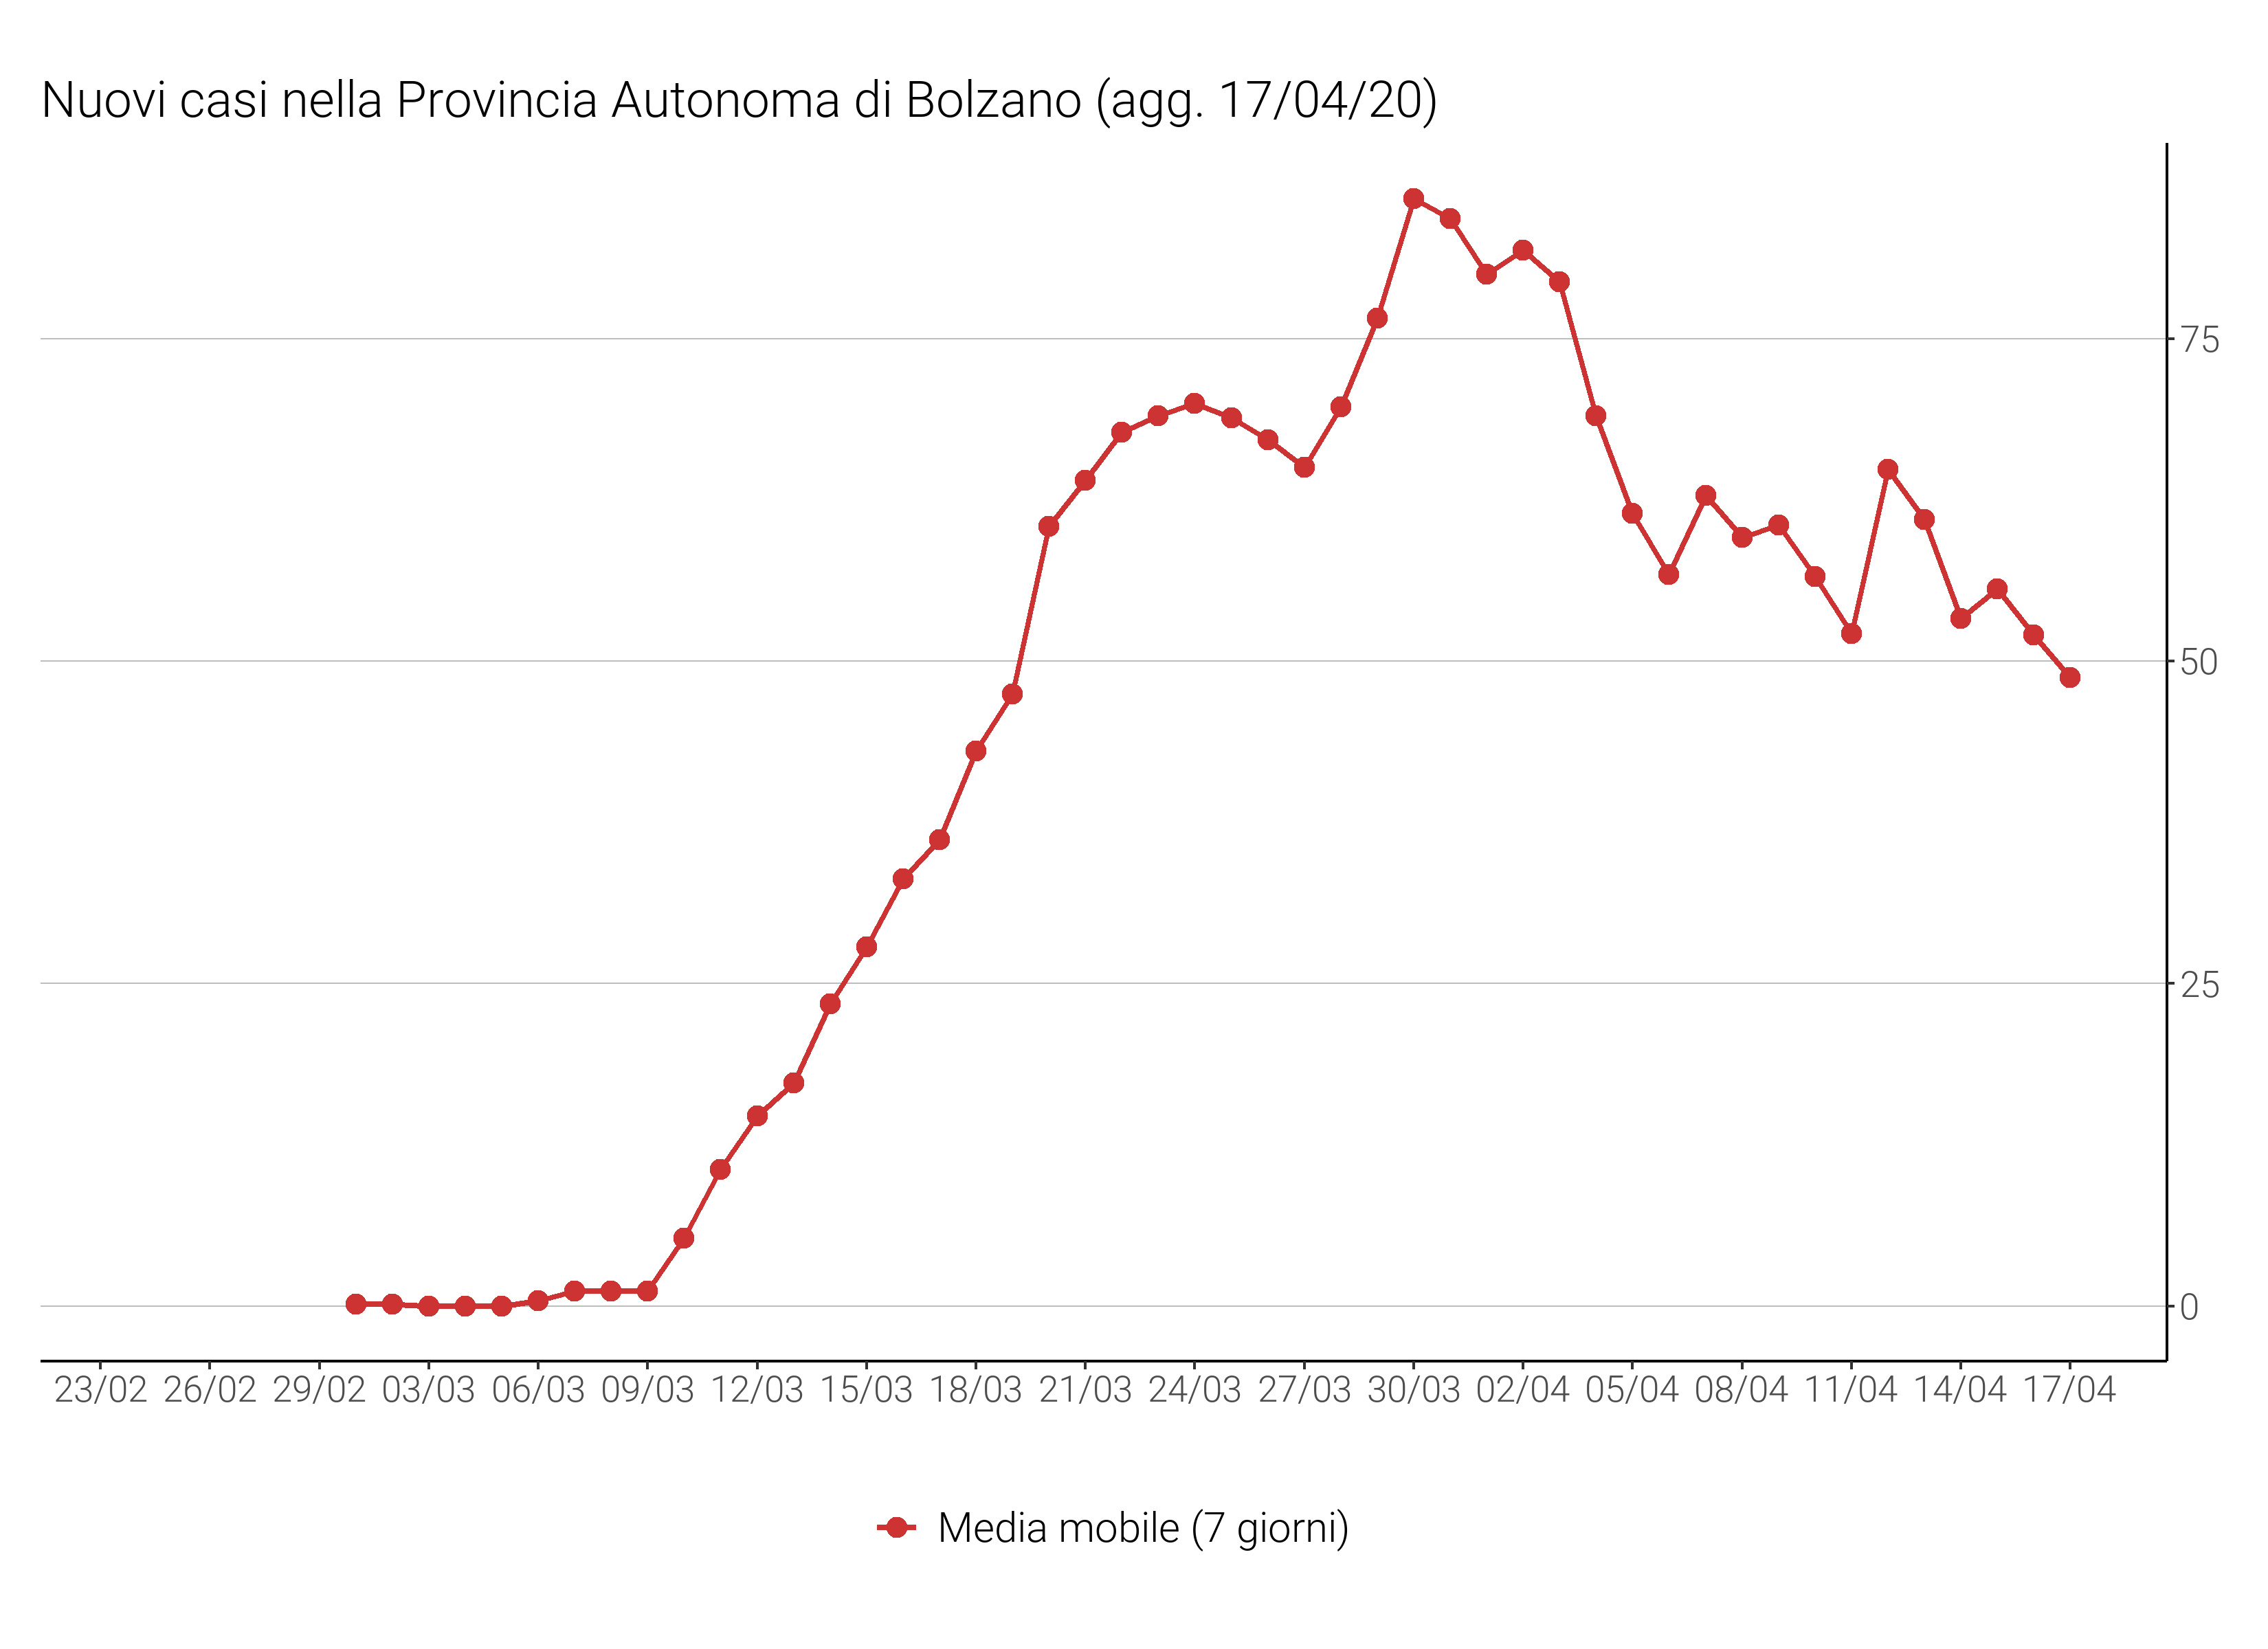 Nuovi casi nella Provincia Autonoma di Bolzano (agg. 17/04/20)
75
50
25
0
23/02 26/02 29/02 03/03 06/03 09/03 12/03 15/03 18/03 21/03 24/03 27/03 30/03 02/04 05/04 08/04 11/04 14/04 17/04
Media mobile (7 giorni)